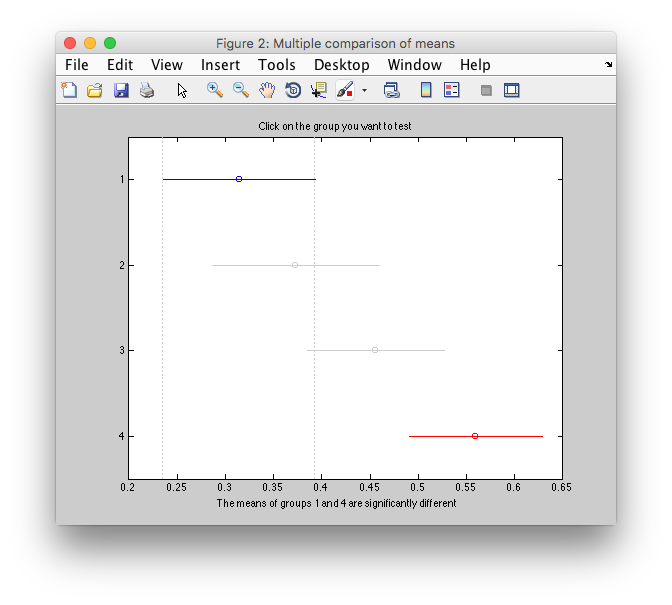 Figure 2: Multiple comparison of means
File Edit View Insert Tools Desktop Window Help
Click on the group you want to test
1
2
3
4
0.2 0.25 0.3 0.35 0.4 0.45 0.5 0.55 0.6 0.65
The means of groups 1 and 4 are significantly different